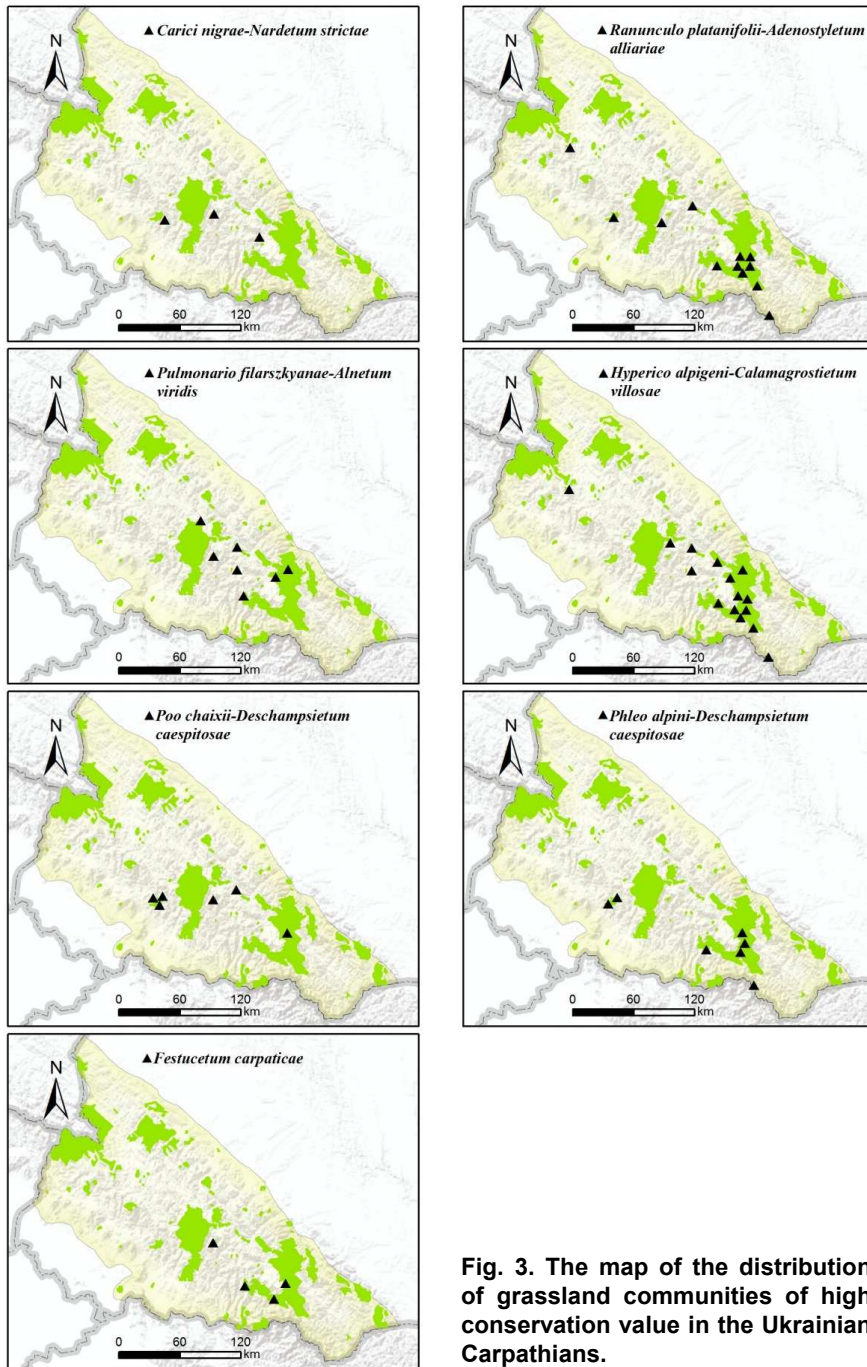 ▲ Carici nigrae-Nardetum strictae
N
0 60 120
km
▲ Ranunculo platanifolii-Adenostyletum
alliariae
N
0 60 120
km
▲ Pulmonario filarszkyanae-Alnetum
viridis
N
0 60 120
km
▲ Hyperico alpigeni-Calamagrostietum
villosae
N
0 60 120
km
▲ Poo chaixii-Deschampsietum
caespitosae
N
0 60 120
km
▲ Phleo alpini-Deschampsietum
caespitosae
N
0 60 120
km
▲ Festucetum carpaticae
N
0 60 120
km
Fig. 3. The map of the distribution
of grassland communities of high
conservation value in the Ukrainian
Carpathians.